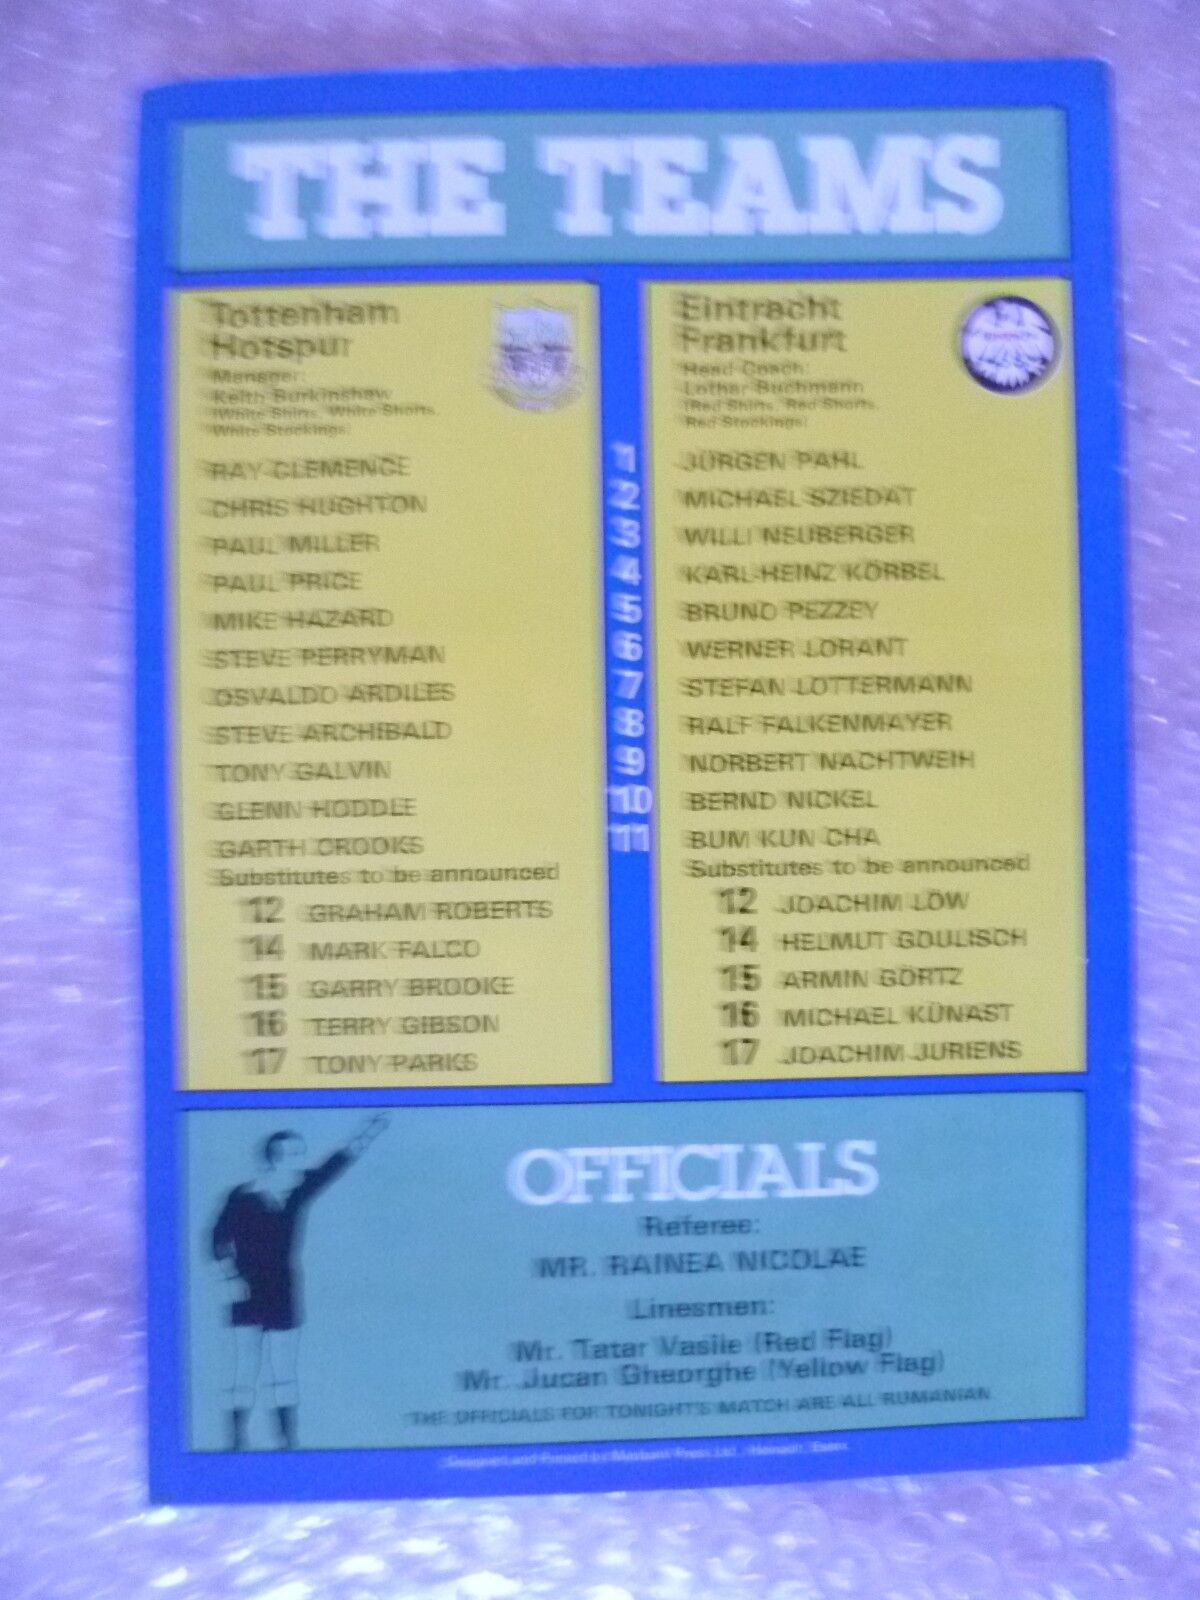 THE TEAMS
Tottenham
Hotspur
Manager:
Keith Burkinshaw
(White Shirts, White Shorts,
White Stockings)
RAY CLEMENCE
CHRIS HUGHTON
PAUL MILLER
PAUL PRICE
MIKE HAZARD
STEVE PERRYMAN
OSVALDO ARDILES
STEVE ARCHIBALD
TONY GALVIN
GLENN HODDLE
GARTH CROOKS
Substitutes to be announced
12 GRAHAM ROBERTS
14 MARK FALCO
15 GARRY BROOKE
16 TERRY GIBSON
17 TONY PARKS
1
2
3
4
5
6
7
8
9
10
11
Eintracht
Frankfurt
Head Coach:
Lothar Buchmann
(Red Shirts, Red Shorts,
Red Stockings)
JÜRGEN PAHL
MICHAEL SZIEDAT
WILLI NEUBERGER
KARL-HEINZ KÖRBEL
BRUNO PEZZEY
WERNER LORANT
STEFAN LOTTERMANN
RALF FALKENMAYER
NORBERT NACHTWEIH
BERND NICKEL
BUM KUN CHA
Substitutes to be announced
12 JOACHIM LÖW
14 HELMUT GOULISCH
15 ARMIN GÖRTZ
16 MICHAEL KÜNAST
17 JOACHIM JURIENS
OFFICIALS
Referee:
MR. RAINEA NICOLAE
Linesmen:
Mr. Tatar Vasile (Red Flag)
Mr. Jucan Gheorghe (Yellow Flag)
THE OFFICIALS FOR TONIGHT'S MATCH ARE ALL RUMANIAN
Designed and Printed by Press Ltd., Essex